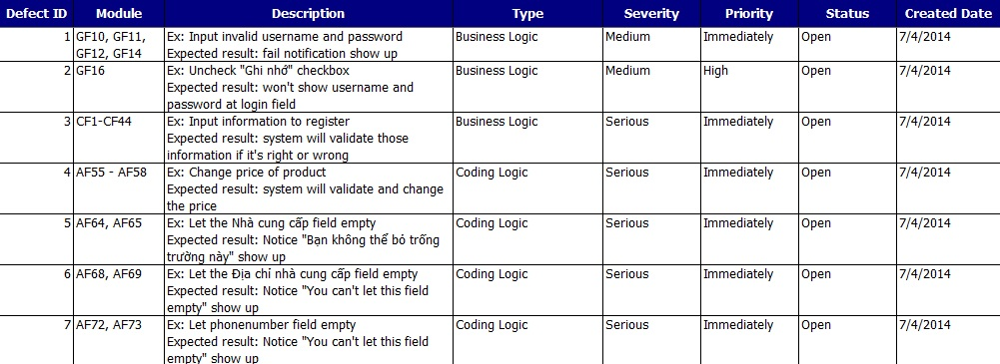 Defect ID Module Description Type Severity Priority Status Created Date
1 GF10, GF11, Ex: Input invalid username and password Business Logic Medium Immediately Open 7/4/2014
GF12, GF14 Expected result: fail notification show up
2 GF16 Ex: Uncheck "Ghi nhớ" checkbox Business Logic Medium High Open 7/4/2014
Expected result: won't show username and
password at login field
3 CF1-CF44 Ex: Input information to register Business Logic Serious Immediately Open 7/4/2014
Expected result: system will validate those
information if it's right or wrong
4 AF55 - AF58 Ex: Change price of product Coding Logic Serious Immediately Open 7/4/2014
Expected result: system will validate and change
the price
5 AF64, AF65 Ex: Let the Nhà cung cấp field empty Coding Logic Serious Immediately Open 7/4/2014
Expected result: Notice "Bạn không thể bỏ trống
trường này" show up
6 AF68, AF69 Ex: Let the Địa chỉ nhà cung cấp field empty Coding Logic Serious Immediately Open 7/4/2014
Expected result: Notice "You can't let this field
empty" show up
7 AF72, AF73 Ex: Let phonenumber field empty Coding Logic Serious Immediately Open 7/4/2014
Expected result: Notice "You can't let this field
empty" show up